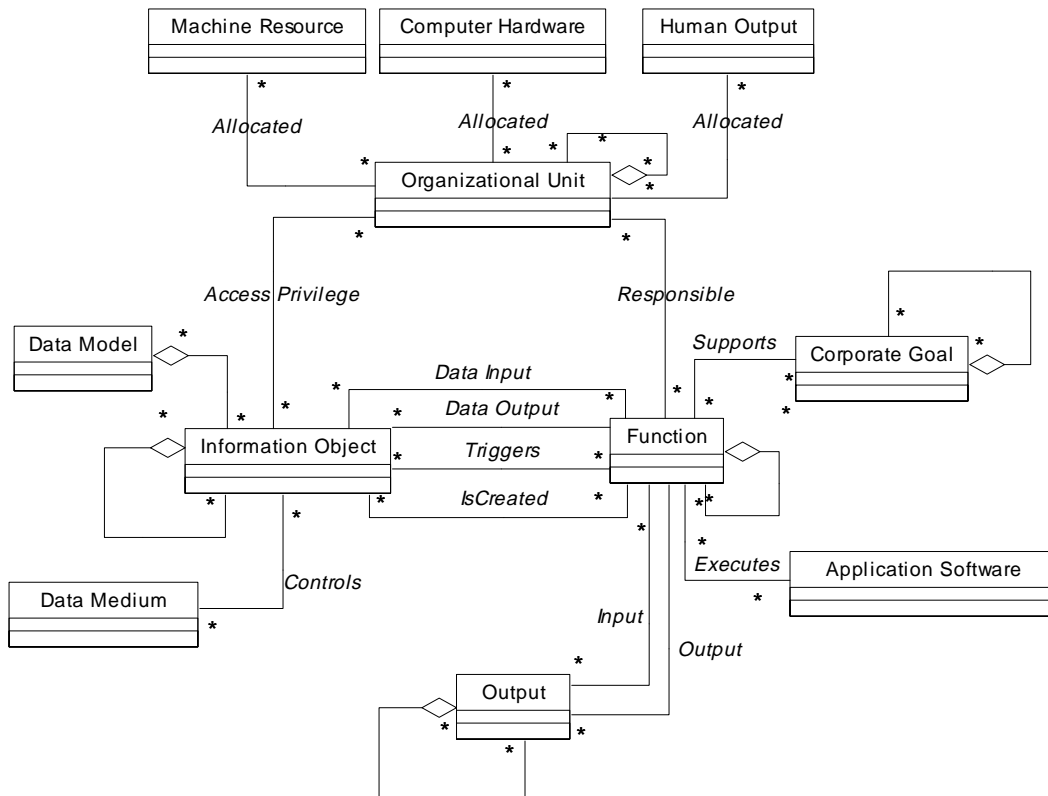 Machine Resource
Computer Hardware
Human Output
*
*
*
Allocated
Allocated
Allocated
*
*
*
*
*
*
Organizational Unit
*
*
Access Privilege
Responsible
*
*
Data Model
*
Supports
Corporate Goal
*
*
Data Input
*
*
*
*
*
*
*
Data Output
*
*
Information Object
Function
*
Triggers
*
*
*
IsCreated
*
*
*
*
*
*
Controls
Executes
Application Software
*
Data Medium
*
Input
Output
*
Output
*
*
*